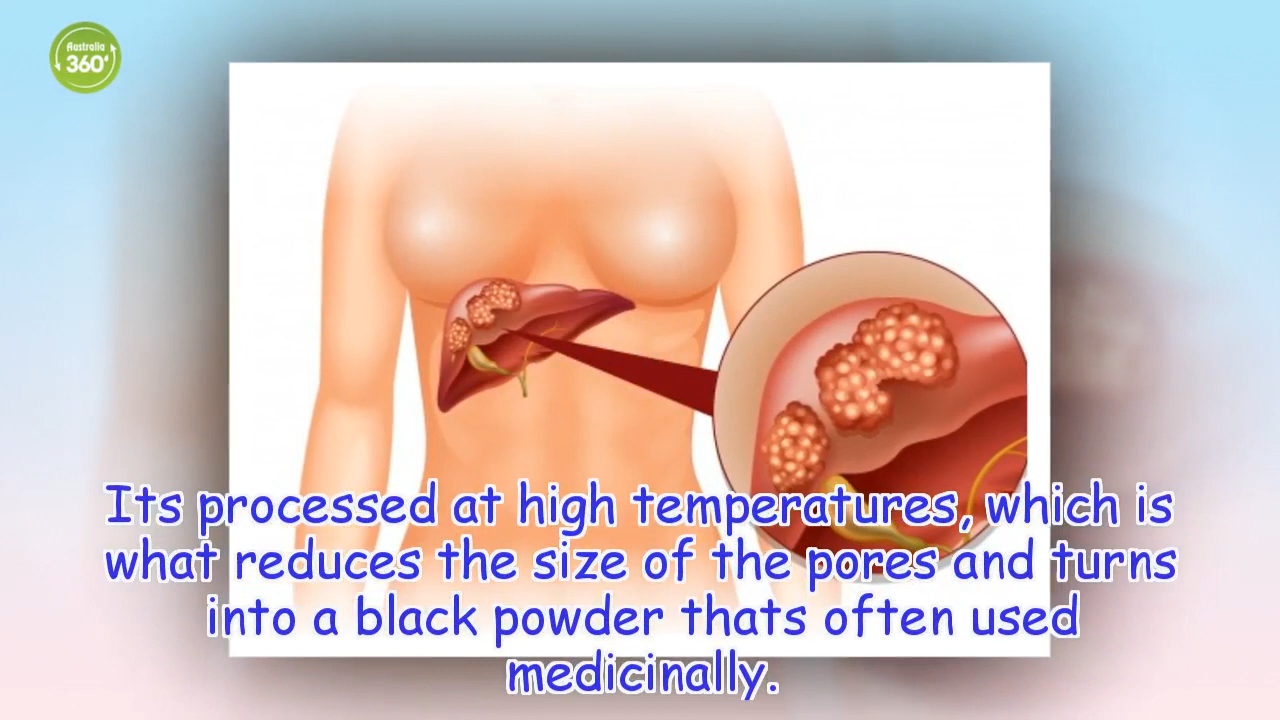 Australia
360°
Its processed at high temperatures, which is
what reduces the size of the pores and turns
into a black powder thats often used
medicinally.